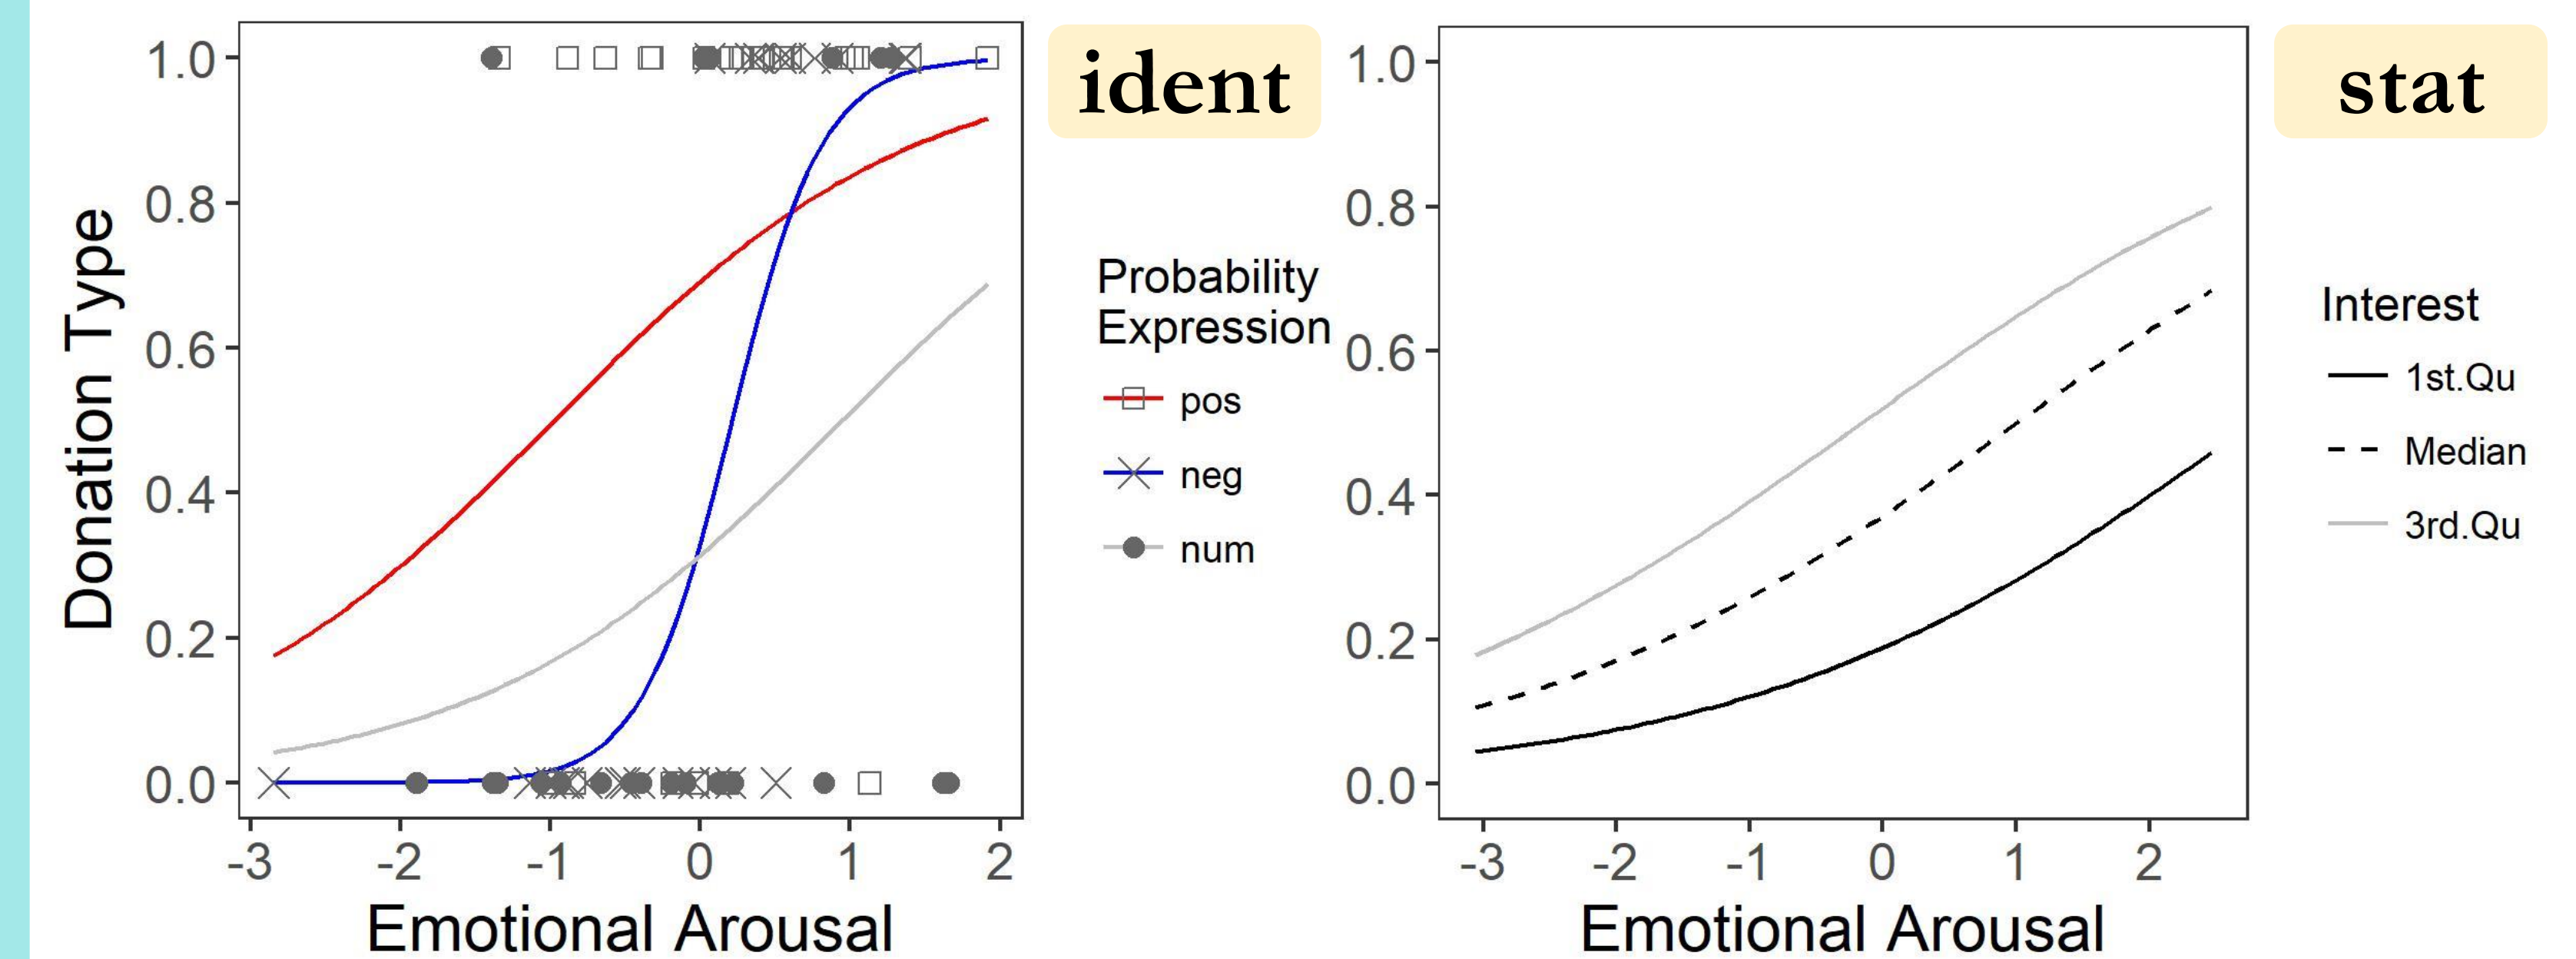 ident
Donation Type
1.0
0.8
0.6
0.4
0.2
0.0
-3 -2 -1 0 1 2
Emotional Arousal
Probability
Expression
pos
neg
num
stat
1.0
0.8
0.6
0.4
0.2
0.0
-3 -2 -1 0 1 2
Emotional Arousal
Interest
1st.Qu
Median
3rd.Qu